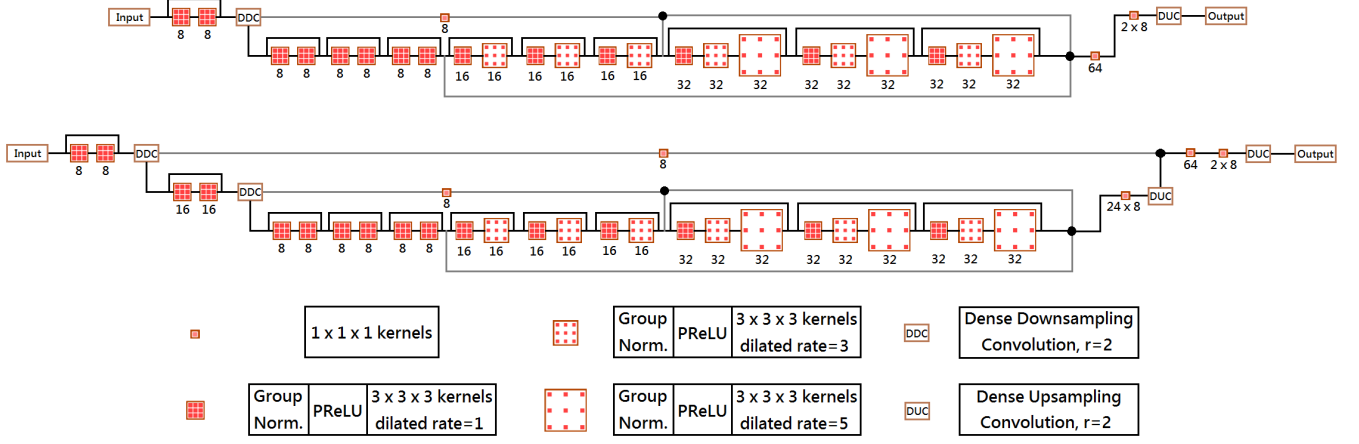 Input 8 8 DDC 8 2 x 8 DUC Output
8 8 8 8 8 8 16 16 16 16 16 16 32 32 32 32 32 32 32 32 32 64
Input 8 8 DDC 8 64 2 x 8 DUC Output
16 16 DDC 8 24 x 8 DUC
8 8 8 8 8 8 16 16 16 16 16 16 32 32 32 32 32 32 32 32 32
1 x 1 x 1 kernels
Group Norm. PReLU 3 x 3 x 3 kernels dilated rate=3
DDC Dense Downsampling Convolution, r=2
Group Norm. PReLU 3 x 3 x 3 kernels dilated rate=1
Group Norm. PReLU 3 x 3 x 3 kernels dilated rate=5
DUC Dense Upsampling Convolution, r=2